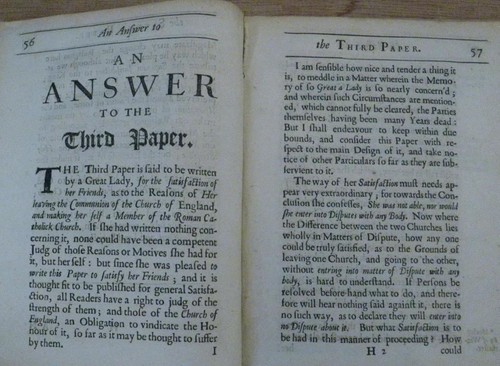 56
An Answer to
AN
ANSWER
TO THE
Third Paper.
THE Third Paper is said to be written
by a Great Lady, for the satisfaction of
her Friends, as to the Reasons of Her
leaving the Communion of the Church of England,
and making her self a Member of the Roman Ca-
tholick Church. If she had written nothing con-
cerning it, none could have been a competent
Judg of those Reasons or Motives she had for
it, but her self: but since she was pleased to
write this Paper to satisfy her Friends; and it is
thought fit to be published for general Satisfa-
ction, all Readers have a right to judg of the
strength of them; and those of the Church of
England, an Obligation to vindicate the Ho-
nour of it, so far as it may be thought to suffer
by them.
I
the THIRD PAPER.
57
I am sensible how nice and tender a thing it
is, to meddle in a Matter wherein the Memo-
ry of so Great a Lady is so nearly concern'd;
and wherein such Circumstances are mention-
ed, which cannot fully be cleared, the Parties
themselves having been many Years dead:
But I shall endeavour to keep within due
bounds, and consider this Paper with re-
spect to the main Design of it, and take no-
tice of other Particulars so far as they are sub-
servient to it.
The way of her Satisfaction must needs ap-
pear very extraordinary; for towards the Con-
clusion she confesses, She was not able, nor would
she enter into Disputes with any Body. Now where
the Difference between the two Churches lies
wholly in Matters of Dispute, how any one
could be truly satisfied, as to the Grounds of
leaving one Church, and going to the other,
without entring into matter of Dispute with any
body, is hard to understand. If Persons be
resolved before-hand what to do, and there-
fore will hear nothing said against it, there is
no such way, as to declare they will enter into
no Dispute about it. But what Satisfaction is to
be had in this manner of proceeding? How
H 2
could